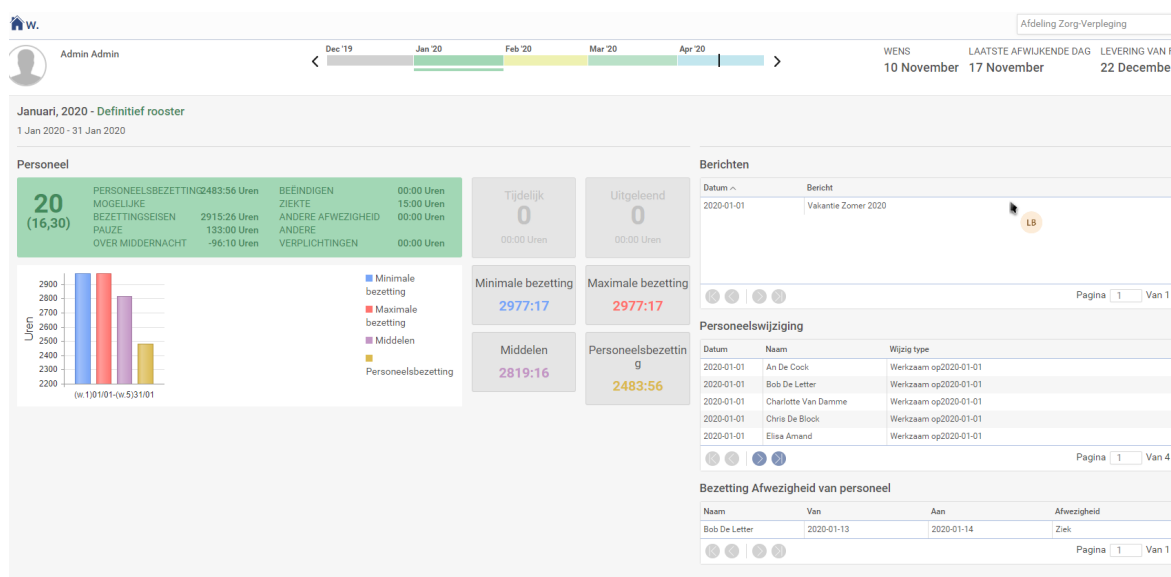 w.
Afdeling Zorg-Verpleging
Admin Admin
Dec '19 Jan '20 Feb '20 Mar '20 Apr '20
WENS LAATSTE AFWIJKENDE DAG LEVERING VAN
10 November 17 November 22 Decembe
Januari, 2020 - Definitief rooster
1 Jan 2020 - 31 Jan 2020
Personeel
20
(16,30)
PERSONEELSBEZETTING 2483:56 Uren
MOGELIJKE
BEZETTINGSEISEN 2915:26 Uren
PAUZE 133:00 Uren
OVER MIDDERNACHT -96:10 Uren
BEËINDIGEN 00:00 Uren
ZIEKTE 15:00 Uren
ANDERE AFWEZIGHEID 00:00 Uren
ANDERE
VERPLICHTINGEN 00:00 Uren
Tijdelijk
0
00:00 Uren
Uitgeleend
0
00:00 Uren
Uren
2900
2800
2700
2600
2500
2400
2300
2200
(w.1)01/01-(w.5)31/01
Minimale
bezetting
Maximale
bezetting
Middelen
Personeelsbezetting
Minimale bezetting
2977:17
Maximale bezetting
2977:17
Middelen
2819:16
Personeelsbezettin
g
2483:56
Berichten
Datum Bericht
2020-01-01 Vakantie Zomer 2020
LB
Pagina 1 Van 1
Personeelswijziging
Datum Naam Wijzig type
2020-01-01 An De Cock Werkzaam op2020-01-01
2020-01-01 Bob De Letter Werkzaam op2020-01-01
2020-01-01 Charlotte Van Damme Werkzaam op2020-01-01
2020-01-01 Chris De Block Werkzaam op2020-01-01
2020-01-01 Elisa Amand Werkzaam op2020-01-01
Pagina 1 Van 4
Bezetting Afwezigheid van personeel
Naam Van Aan Afwezigheid
Bob De Letter 2020-01-13 2020-01-14 Ziek
Pagina 1 Van 1